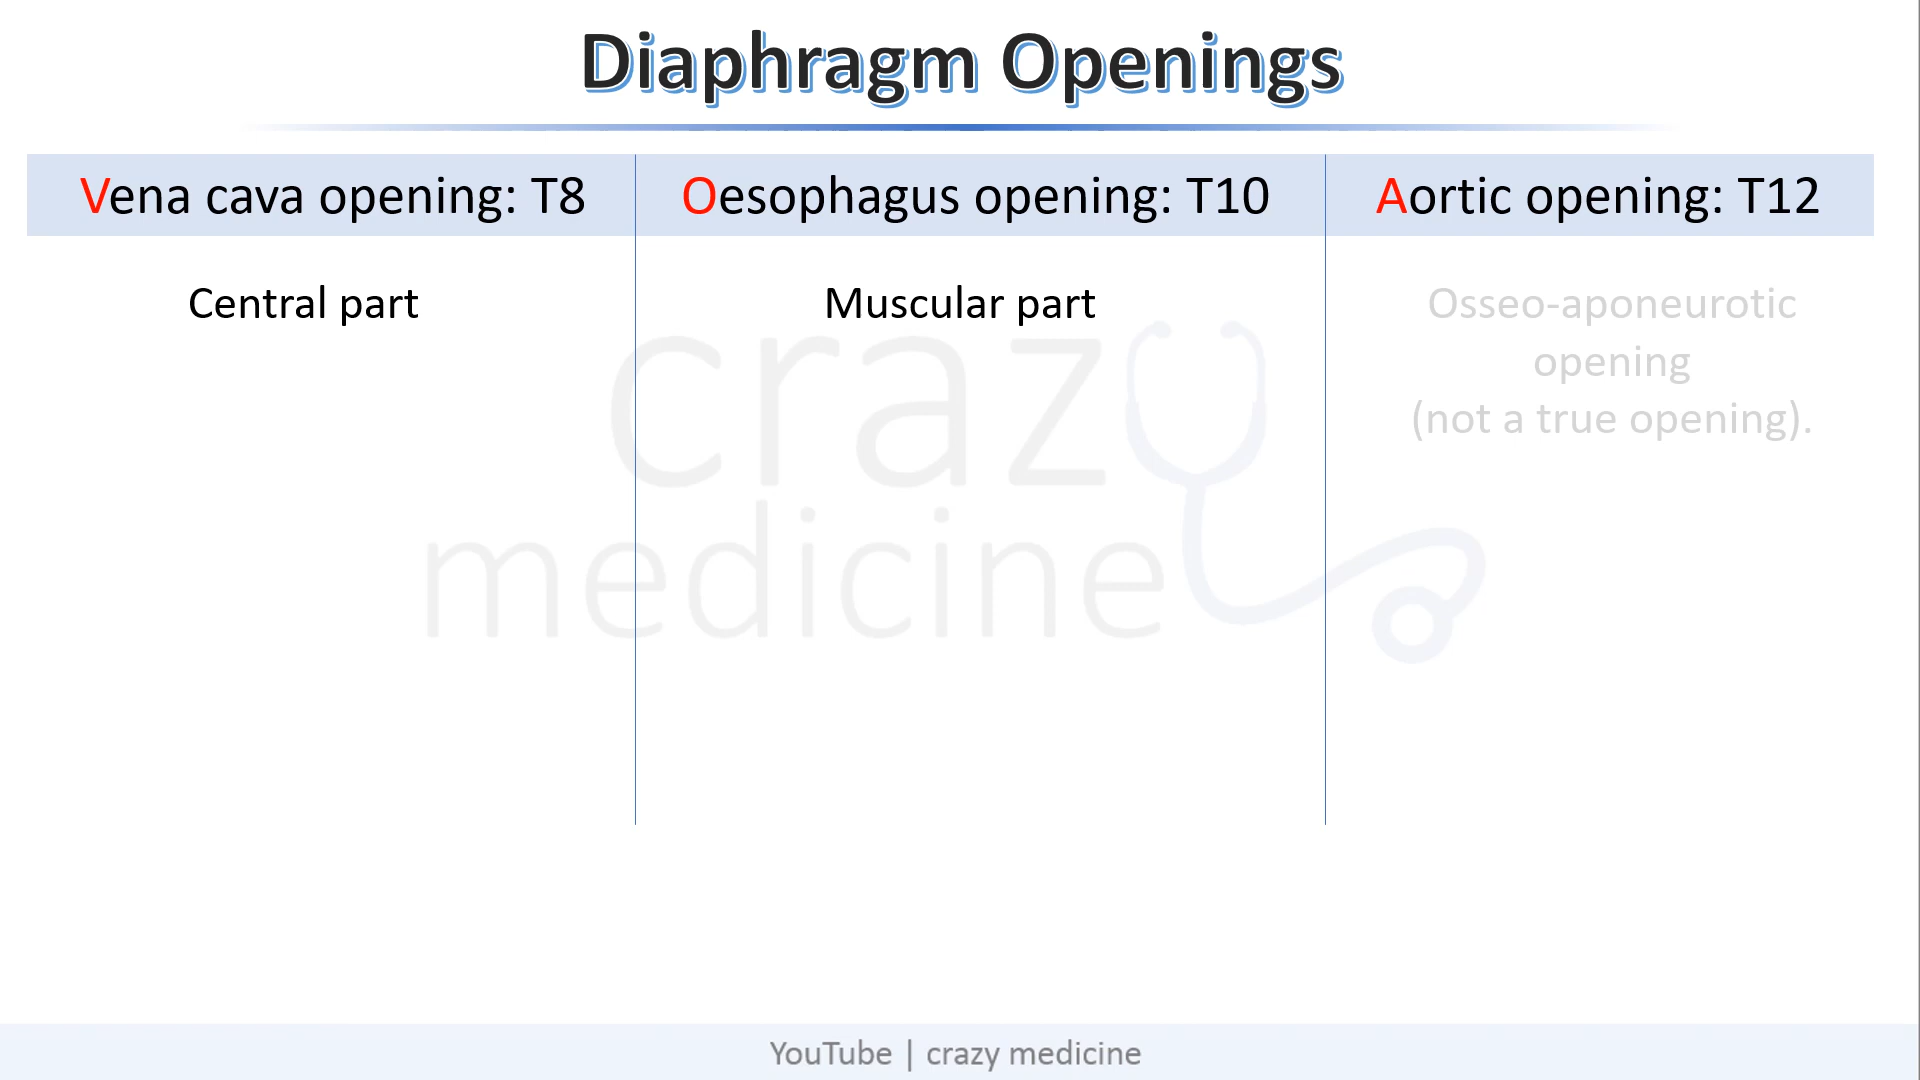 Diaphragm Openings
Vena cava opening: T8
Oesophagus opening: T10
Aortic opening: T12
Central part
Muscular part
Osseo-aponeurotic
opening
(not a true opening).
crazy
medicine
YouTube | crazy medicine